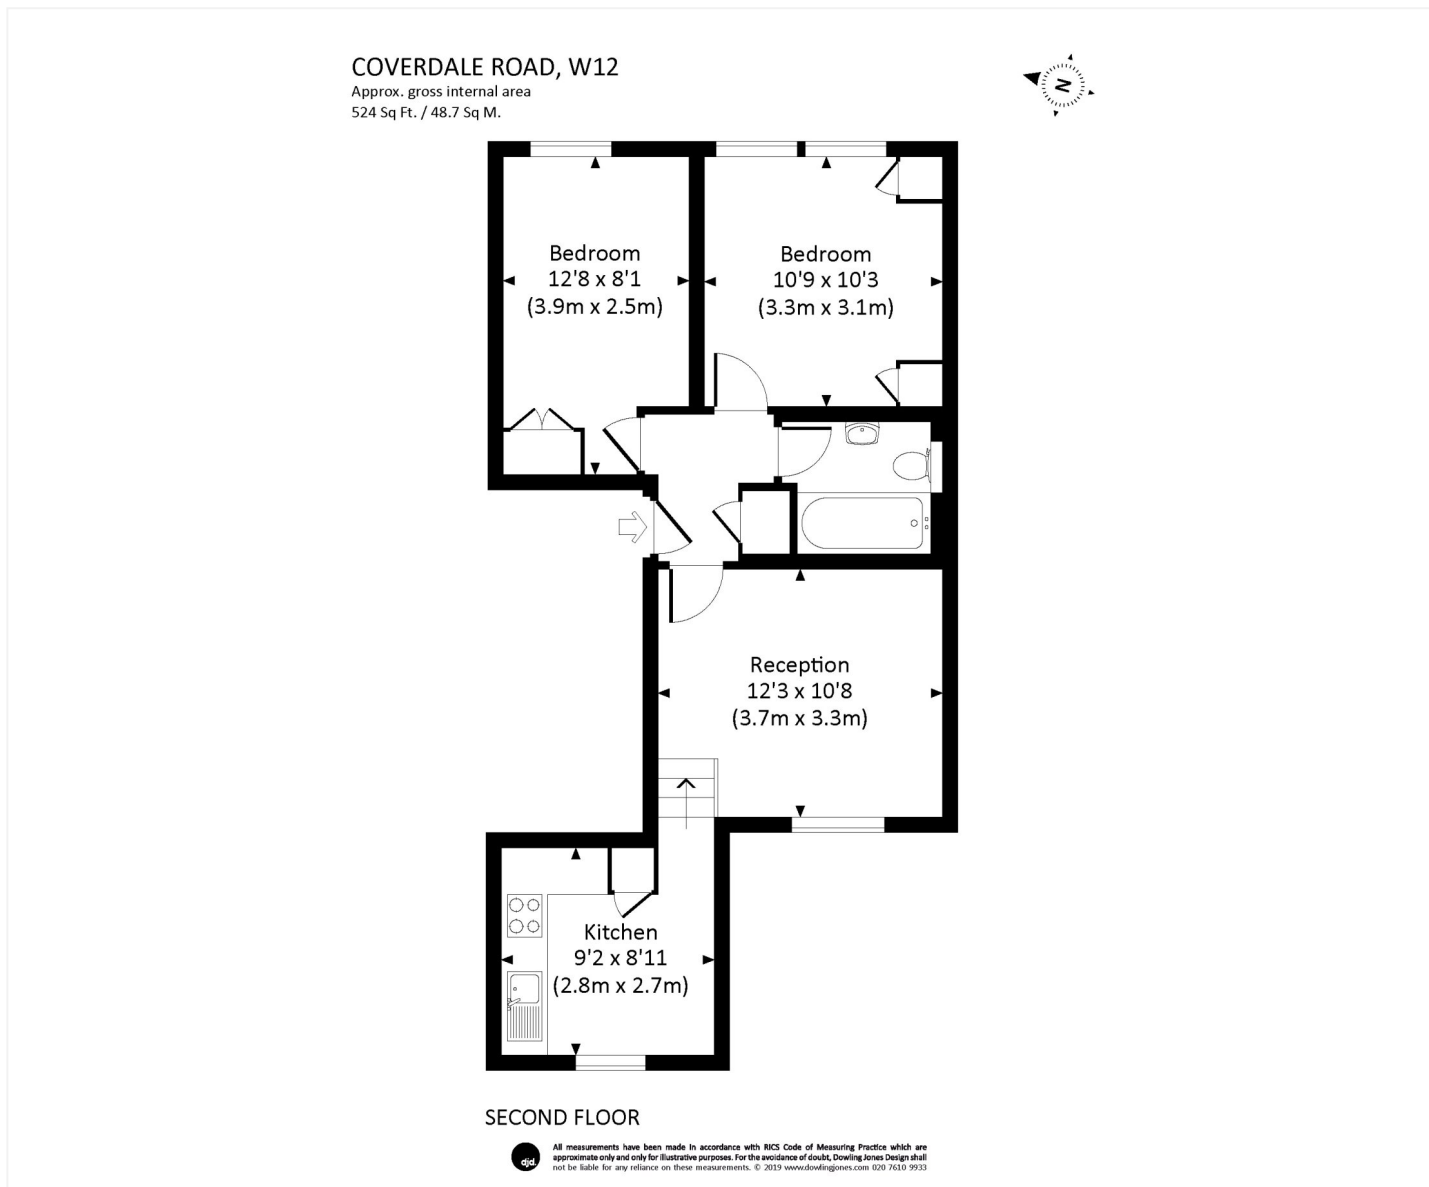 COVERDALE ROAD, W12
Approx. gross internal area
524 Sq Ft. / 48.7 Sq M.
N
Bedroom
12'8 x 8'1
(3.9m x 2.5m)
Bedroom
10'9 x 10'3
(3.3m x 3.1m)
Reception
12'3 x 10'8
(3.7m x 3.3m)
Kitchen
9'2 x 8'11
(2.8m x 2.7m)
SECOND FLOOR
djd.
All measurements have been made in accordance with RICS Code of Measuring Practice which are
approximate only and only for illustrative purposes. For the avoidance of doubt, Dowling Jones Design shall
not be liable for any reliance on these measurements. © 2019 www.dowlingjones.com 020 7610 9933